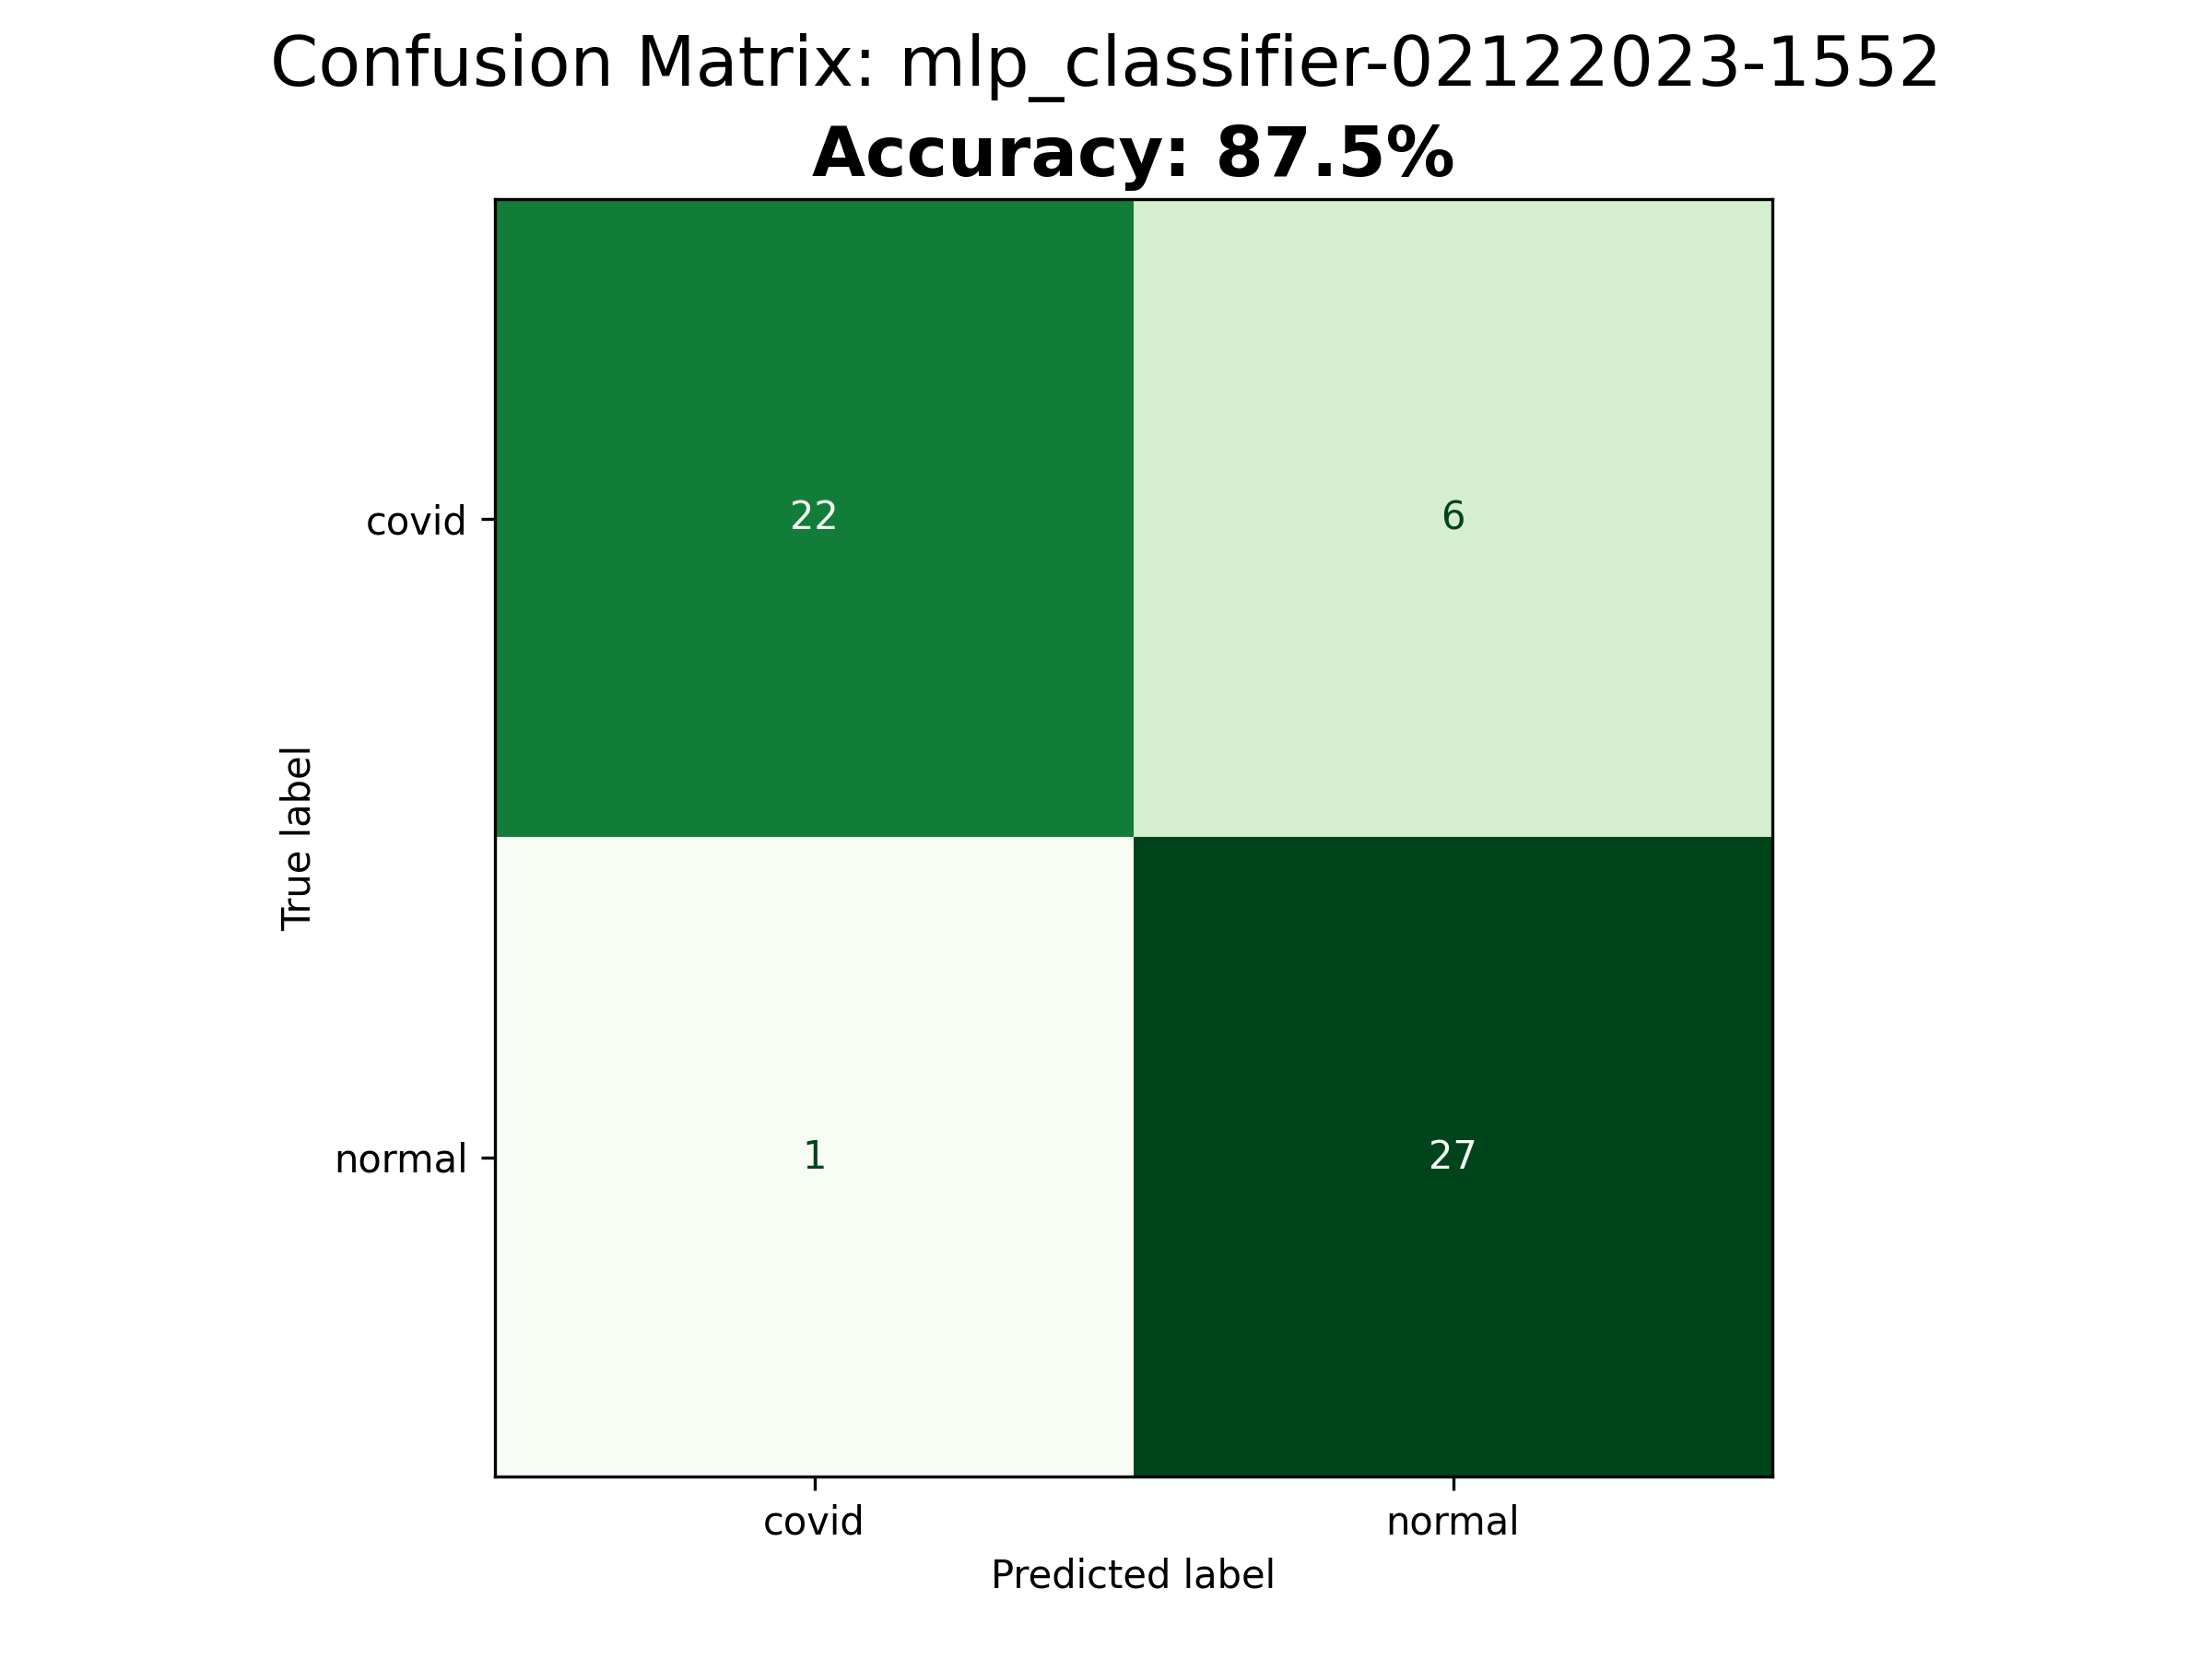 Confusion Matrix: mlp_classifier-02122023-1552
Accuracy: 87.5%
covid
22
6
True label
normal
1
27
covid
normal
Predicted label